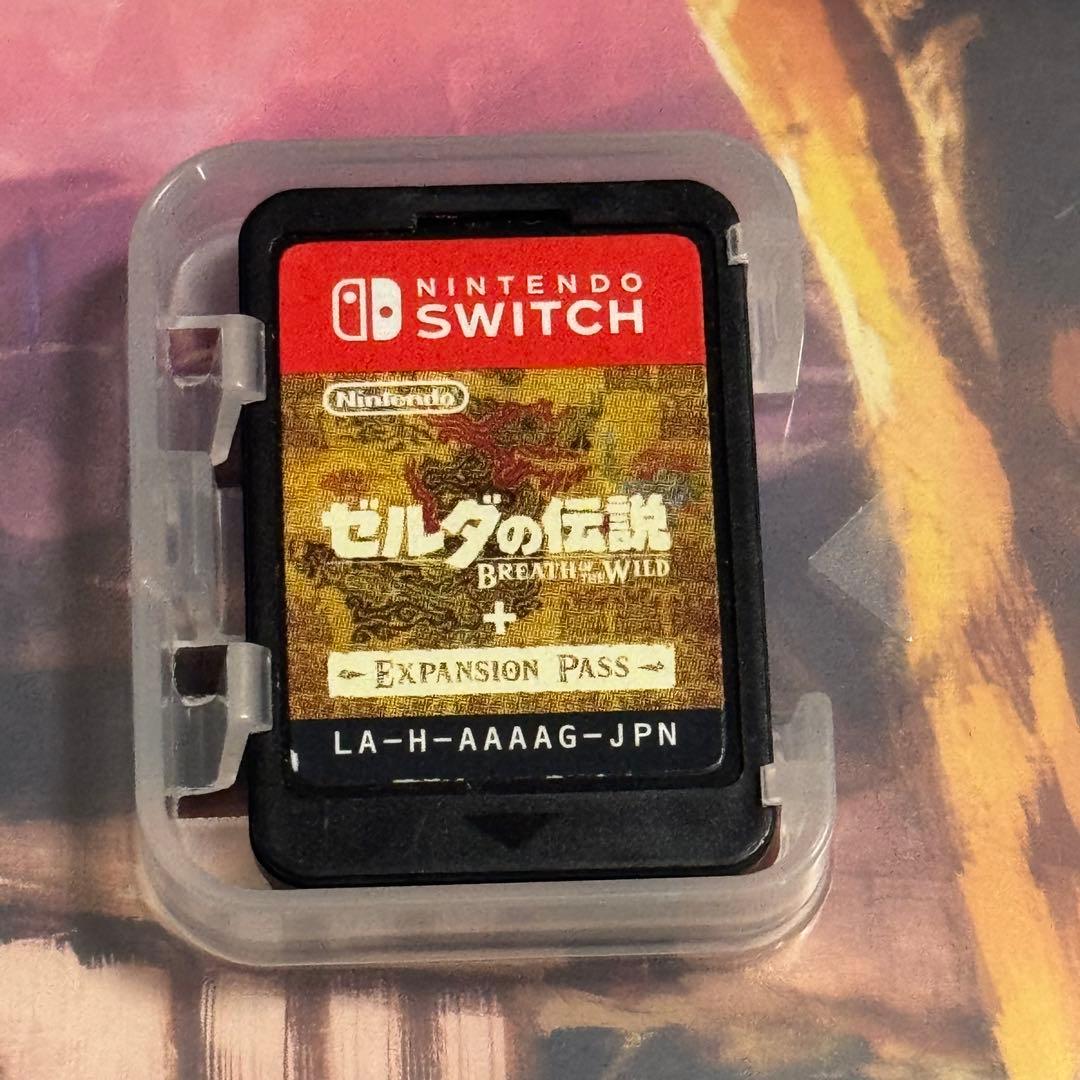 NINTENDO
SWITCH
Nintendo
ゼルダの伝説
BREATH OF THE WILD
+
EXPANSION PASS
LA-H-AAAAG-JPN